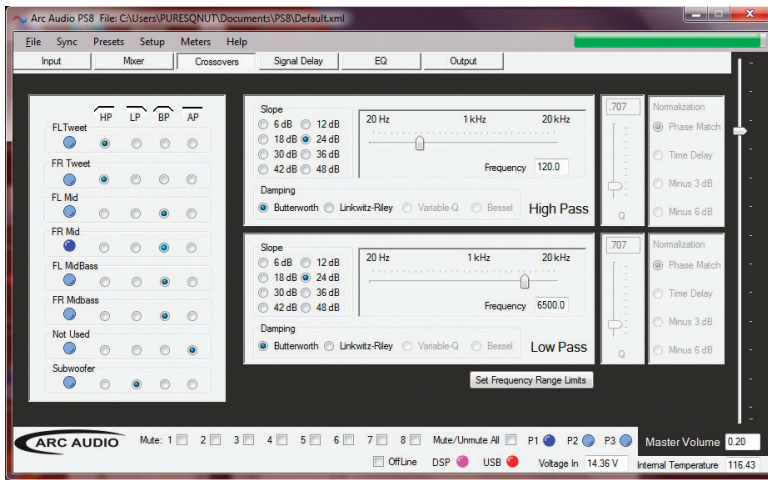 Arc Audio PS8 File: C:\Users\PURESQNUT\Documents\PS8\Default.xml
File Sync Presets Setup Meters Help
Input Mixer Crossovers Signal Delay EQ Output
HP LP BP AP
FLTweet
FR Tweet
FL Mid
FR Mid
FL MidBass
FR Midbass
Not Used
Subwoofer
Slope
6 dB 12 dB
18 dB 24 dB
30 dB 36 dB
42 dB 48 dB
20 Hz 1 kHz 20 kHz
Frequency 120.0
Damping
Butterworth Linkwitz-Riley Variable-Q Bessel High Pass
.707
Q
Normalization
Phase Match
Time Delay
Minus 3 dB
Minus 6 dB
Slope
6 dB 12 dB
18 dB 24 dB
30 dB 36 dB
42 dB 48 dB
20 Hz 1 kHz 20 kHz
Frequency 6500.0
Damping
Butterworth Linkwitz-Riley Variable-Q Bessel Low Pass
.707
Q
Normalization
Phase Match
Time Delay
Minus 3 dB
Minus 6 dB
Set Frequency Range Limits
ARC AUDIO Mute: 1 2 3 4 5 6 7 8 Mute/Unmute All P1 P2 P3 Master Volume 0.20
OffLine DSP USB Voltage In 14.36 V Internal Temperature 116.43